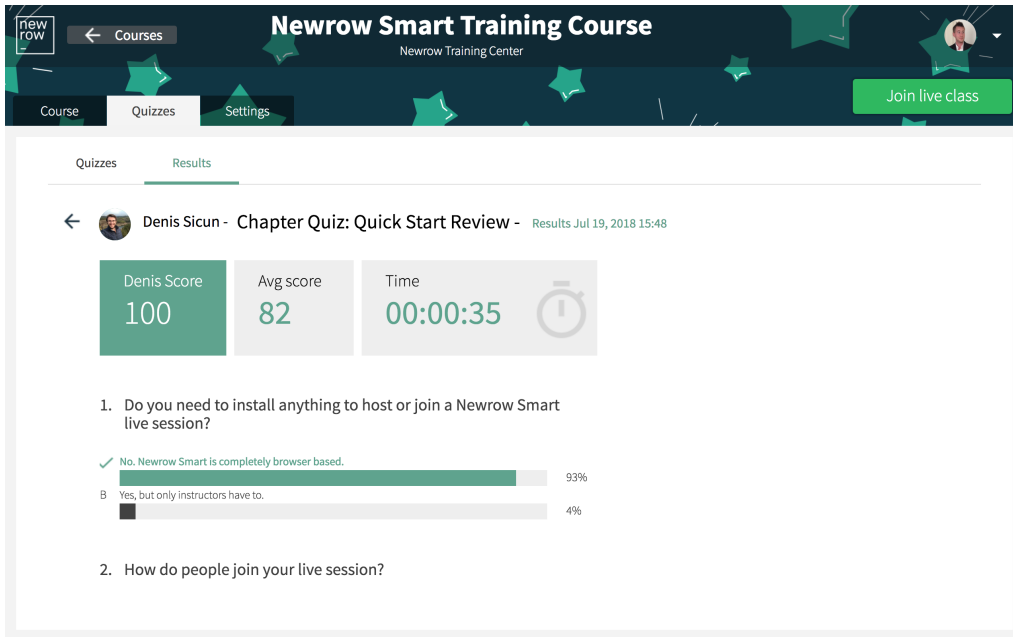 new
row
Courses
Newrow Smart Training Course
Newrow Training Center
Join live class
Course
Quizzes
Settings
Quizzes
Results
Denis Sicun - Chapter Quiz: Quick Start Review - Results Jul 19, 2018 15:48
Denis Score
100
Avg score
82
Time
00:00:35
1. Do you need to install anything to host or join a Newrow Smart
live session?
No. Newrow Smart is completely browser based.
93%
B Yes, but only instructors have to.
4%
2. How do people join your live session?